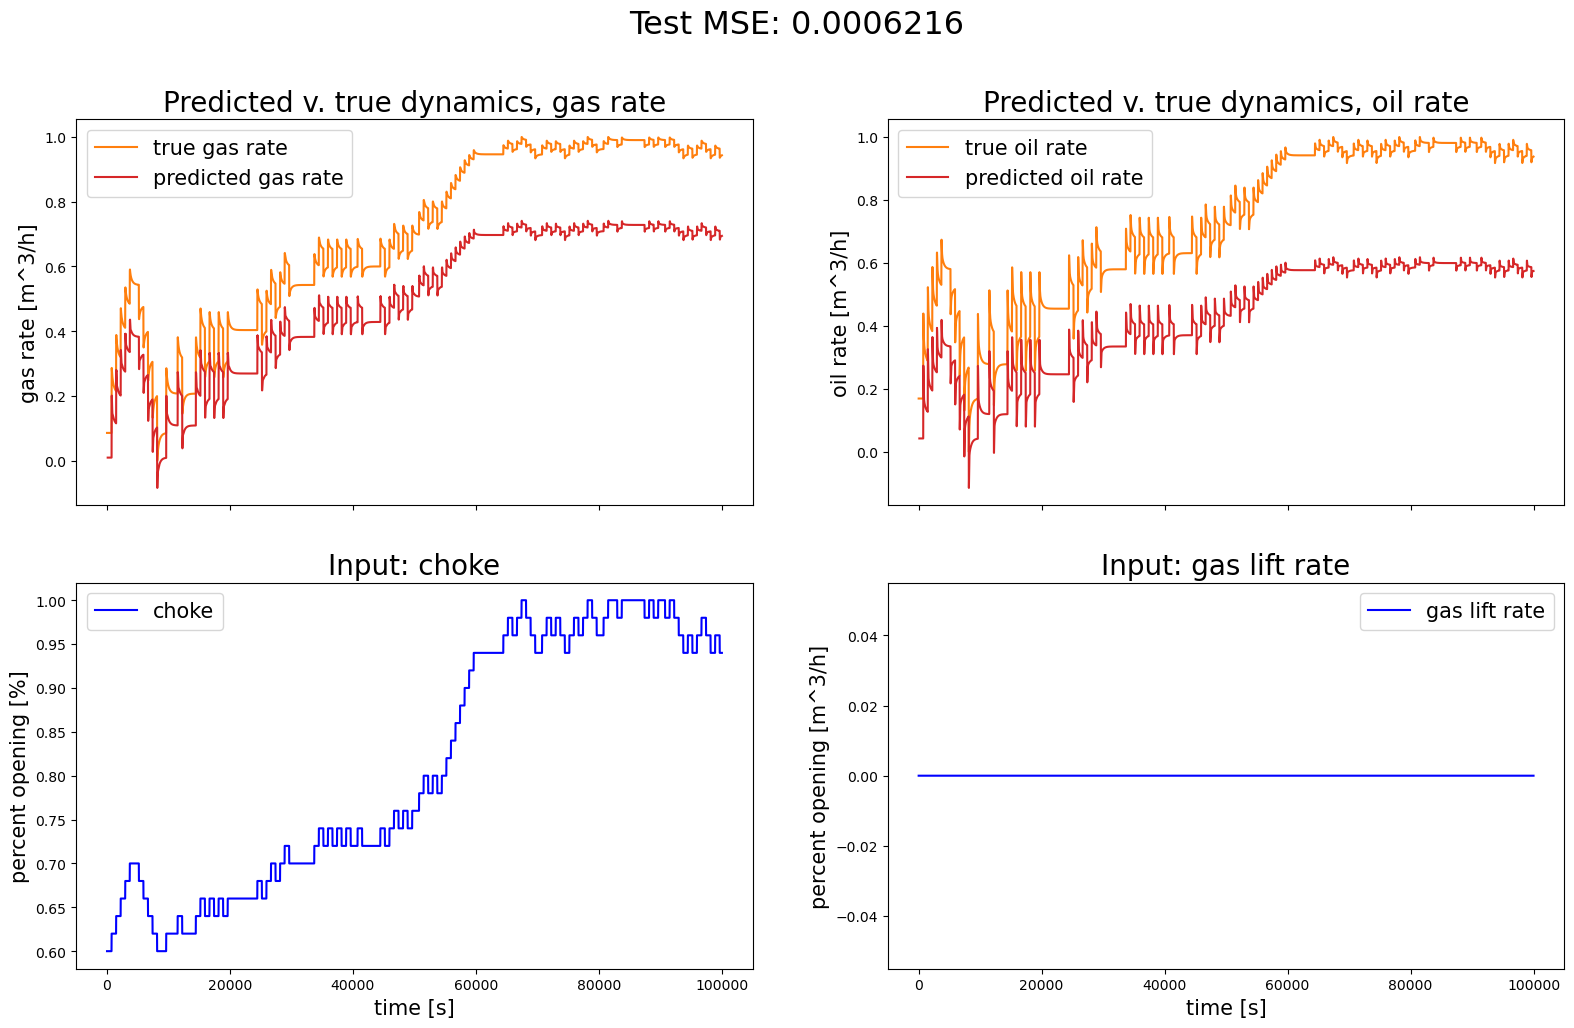 Test MSE: 0.0006216
Predicted v. true dynamics, gas rate
true gas rate
predicted gas rate
gas rate [m^3/h]
1.0
0.8
0.6
0.4
0.2
0.0
Predicted v. true dynamics, oil rate
true oil rate
predicted oil rate
oil rate [m^3/h]
1.0
0.8
0.6
0.4
0.2
0.0
Input: choke
choke
percent opening [%]
1.00
0.95
0.90
0.85
0.80
0.75
0.70
0.65
0.60
0 20000 40000 60000 80000 100000
time [s]
Input: gas lift rate
gas lift rate
percent opening [m^3/h]
0.04
0.02
0.00
−0.02
−0.04
0 20000 40000 60000 80000 100000
time [s]